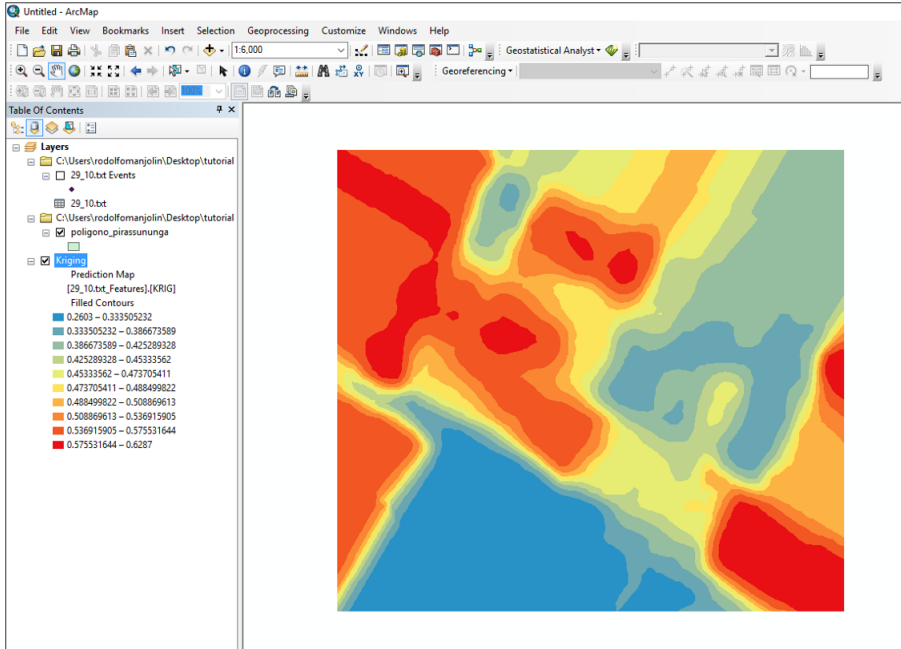 Untitled - ArcMap
File Edit View Bookmarks Insert Selection Geoprocessing Customize Windows Help
1:6,000 Geostatistical Analyst
Georeferencing
100%
Table Of Contents
Layers
C:\Users\rodolfomanjolin\Desktop\tutorial
29_10.txt Events
29_10.txt
C:\Users\rodolfomanjolin\Desktop\tutorial
poligono_pirassununga
Kriging
Prediction Map
[29_10.txt_Features].[KRIG]
Filled Contours
0.2603 – 0.333505232
0.333505232 – 0.386673589
0.386673589 – 0.425289328
0.425289328 – 0.45333562
0.45333562 – 0.473705411
0.473705411 – 0.488499822
0.488499822 – 0.508869613
0.508869613 – 0.536915905
0.536915905 – 0.575531644
0.575531644 – 0.6287